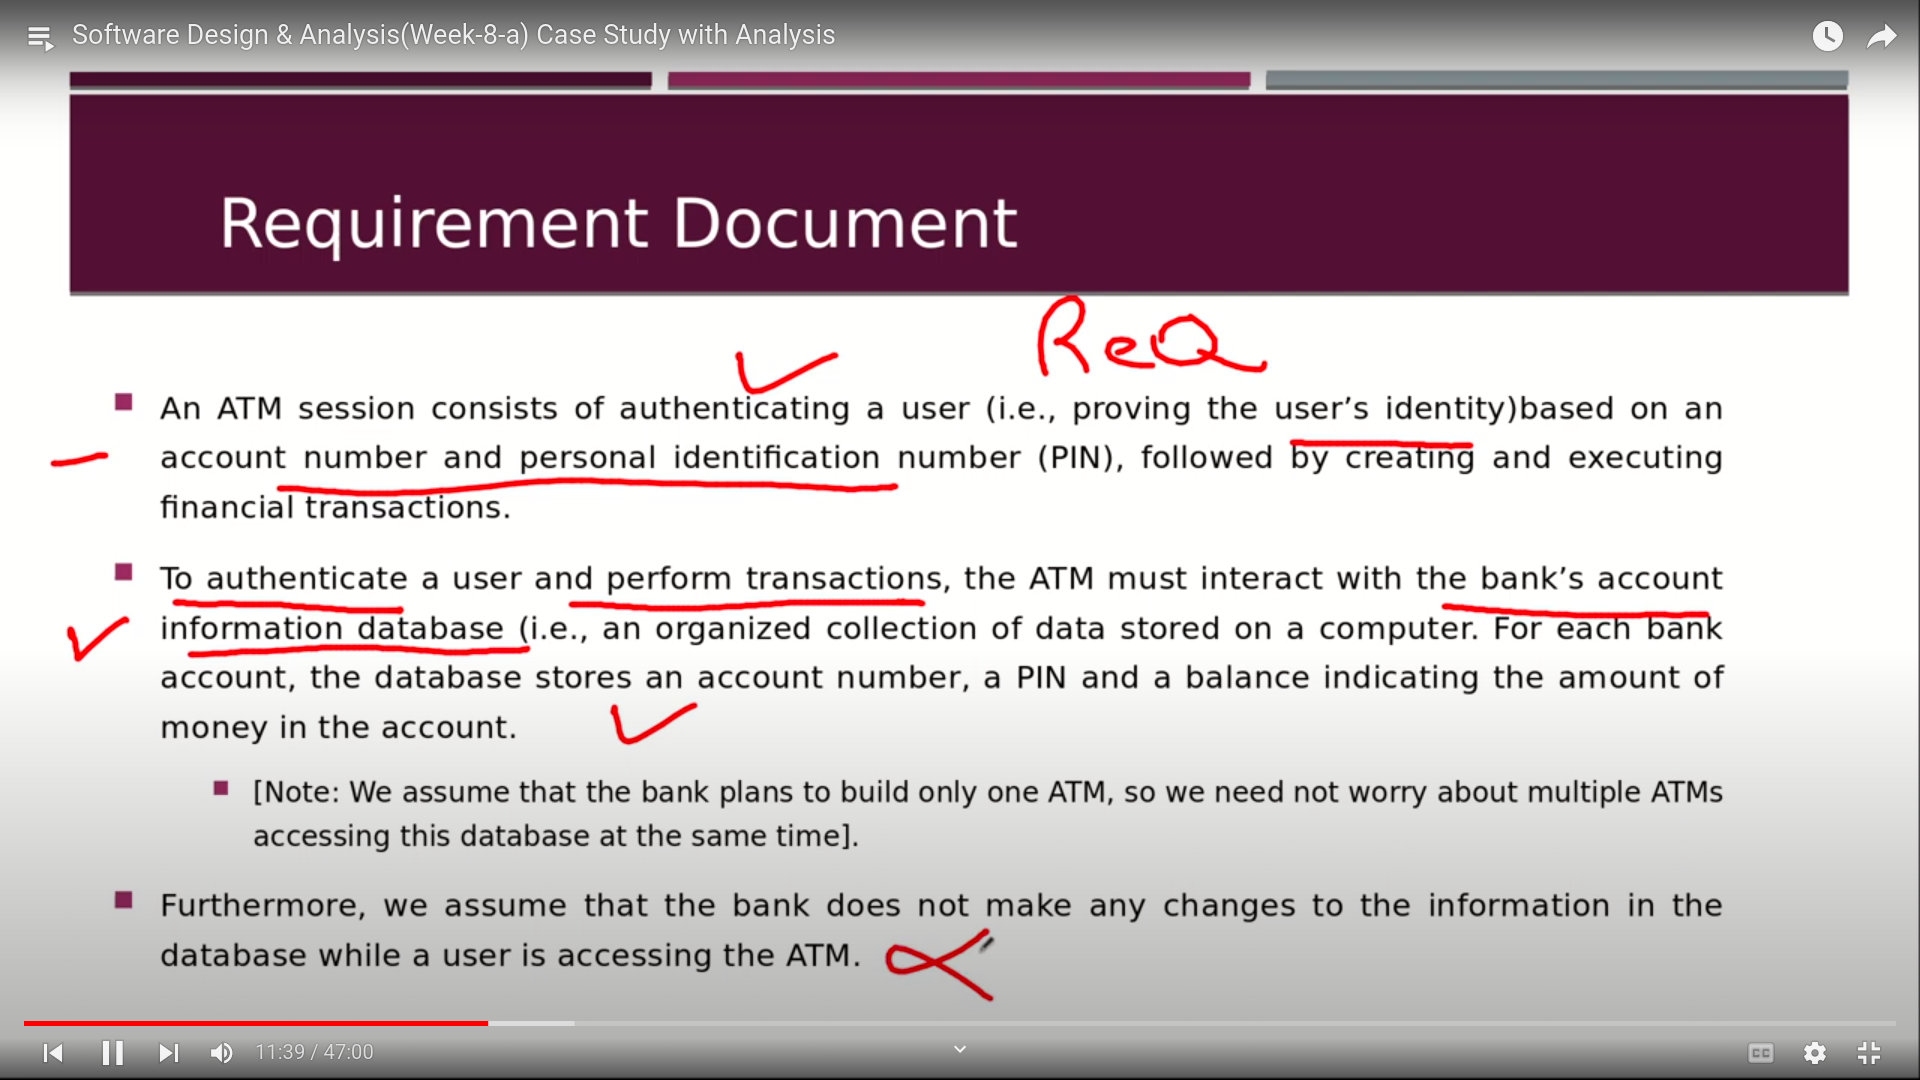 Software Design & Analysis(Week-8-a) Case Study with Analysis
Requirement Document
ReQ
An ATM session consists of authenticating a user (i.e., proving the user’s identity)based on an
account number and personal identification number (PIN), followed by creating and executing
financial transactions.
To authenticate a user and perform transactions, the ATM must interact with the bank’s account
information database (i.e., an organized collection of data stored on a computer. For each bank
account, the database stores an account number, a PIN and a balance indicating the amount of
money in the account.
[Note: We assume that the bank plans to build only one ATM, so we need not worry about multiple ATMs
accessing this database at the same time].
Furthermore, we assume that the bank does not make any changes to the information in the
database while a user is accessing the ATM.
11:39 / 47:00
CC